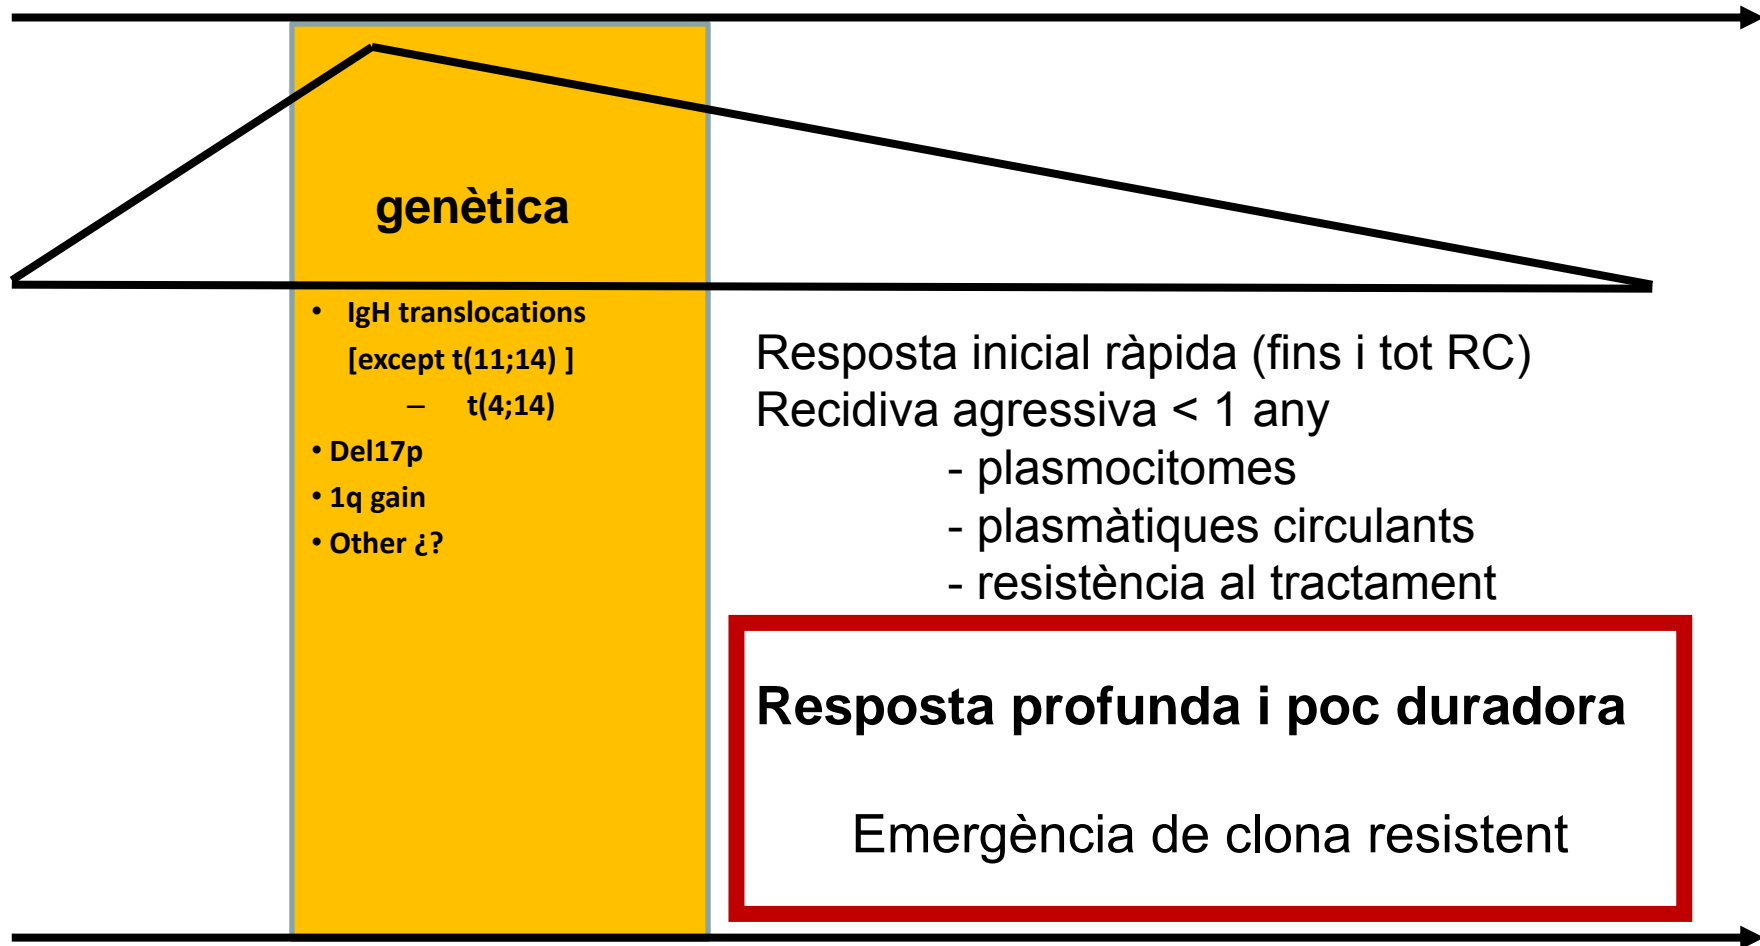 genètica
• IgH translocations
[except t(11;14) ]
– t(4;14)
• Del17p
• 1q gain
• Other ¿?
Resposta inicial ràpida (fins i tot RC)
Recidiva agressiva < 1 any
- plasmocitomes
- plasmàtiques circulants
- resistència al tractament
Resposta profunda i poc duradora
Emergència de clona resistent